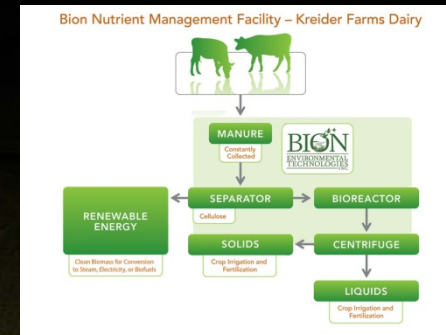 Bion Nutrient Management Facility – Kreider Farms Dairy
MANURE
Constantly
Collected
BION
ENVIRONMENTAL
TECHNOLOGIES
INC.
SEPARATOR
Cellulose
BIOREACTOR
RENEWABLE
ENERGY
Clean Biomass for Conversion
to Steam, Electricity, or Biofuels
SOLIDS
Crop Irrigation and
Fertilization
CENTRIFUGE
LIQUIDS
Crop Irrigation and
Fertilization